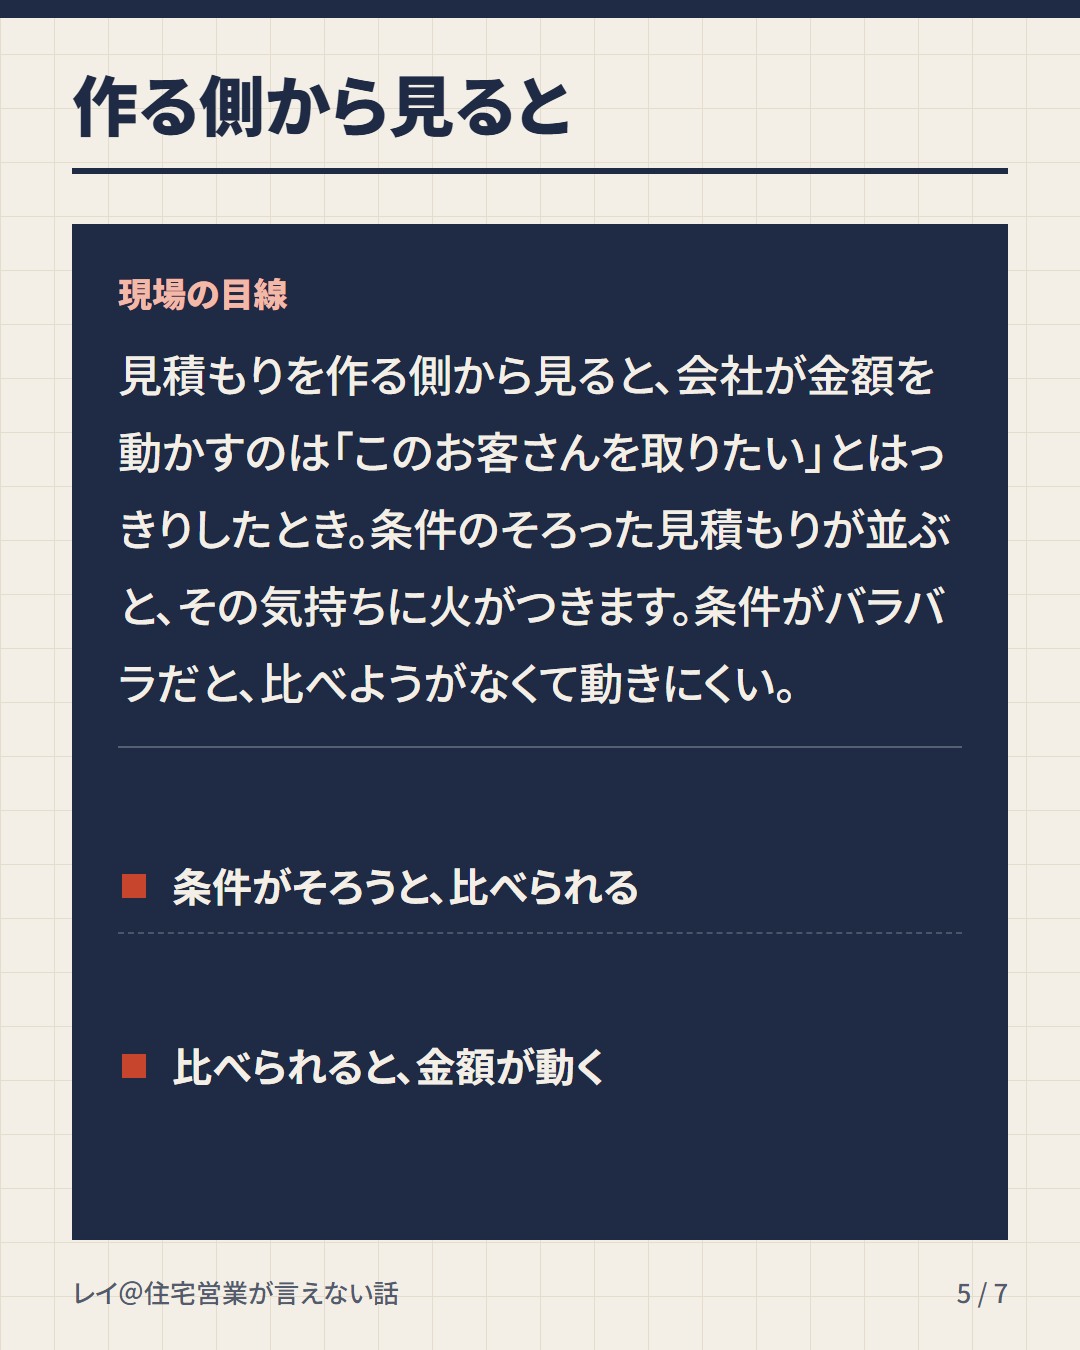 作る側から見ると
現場の目線
見積もりを作る側から見ると、会社が金額を
動かすのは「このお客さんを取りたい」とはっ
きりしたとき。条件のそろった見積もりが並ぶ
と、その気持ちに火がつきます。条件がバラバ
ラだと、比べようがなくて動きにくい。
条件がそろうと、比べられる
比べられると、金額が動く
レイ@住宅営業が言えない話
5 / 7